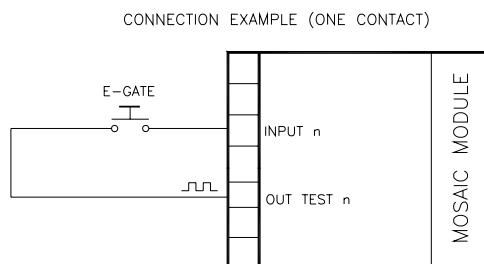 CONNECTION EXAMPLE (ONE CONTACT)
E-GATE
INPUT n
OUT TEST n
MOSAIC MODULE